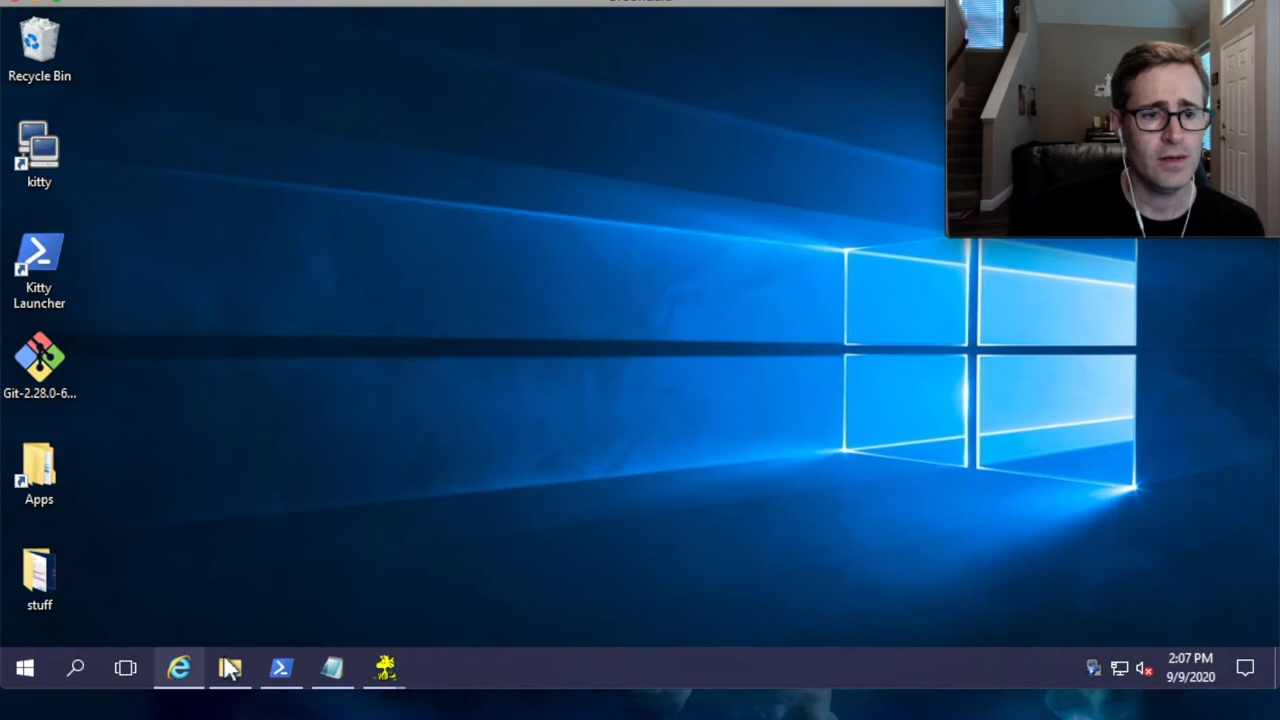 Recycle Bin
kitty
Kitty
Launcher
Git-2.28.0-6...
Apps
stuff
2:07 PM
9/9/2020